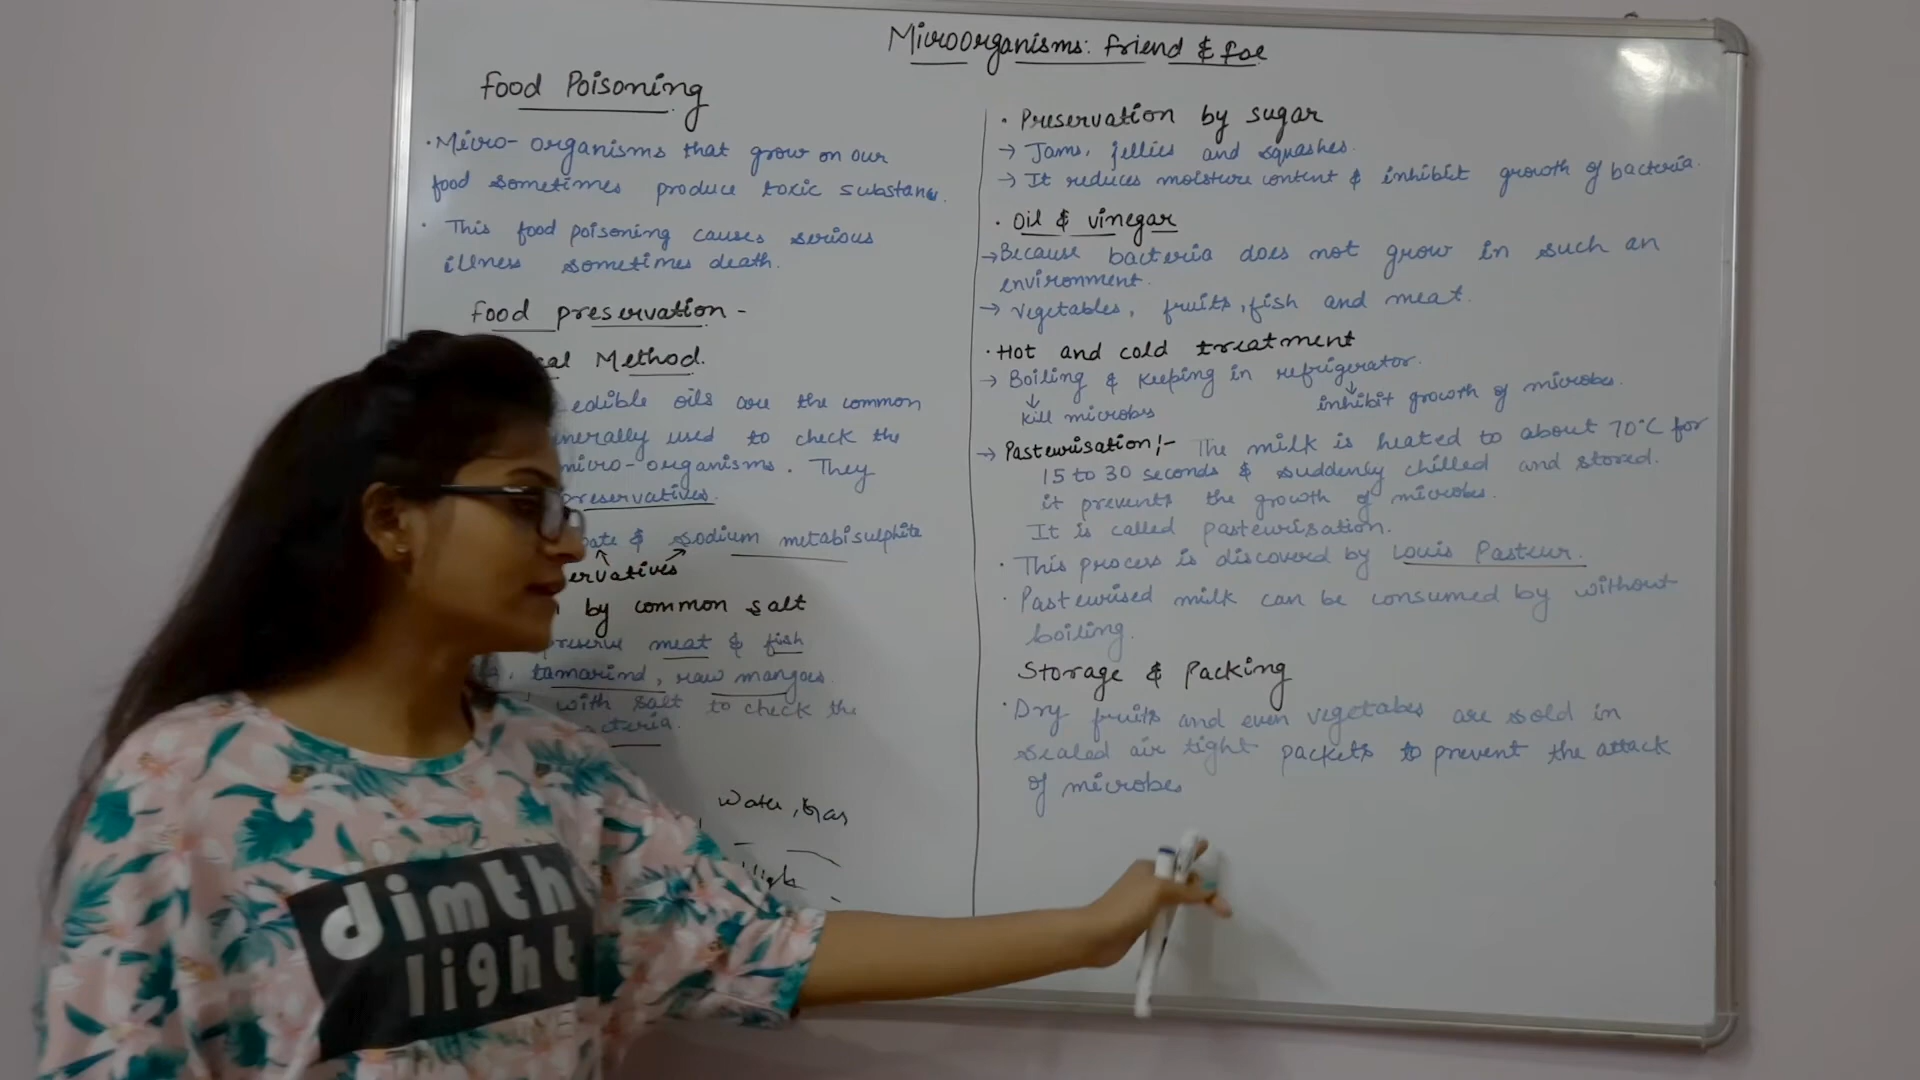 Microorganisms: Friend & foe
Food Poisoning
· Micro-organisms that grow on our
food sometimes produce toxic substance.
· This food poisoning causes serious
illness sometimes death.
Food preservation -
Method.
edible oils are the common
used to check the
micro-organisms. They
preservatives.
& sodium metabisulphite
by common salt
meat & fish
tamarind, raw mangoes
with salt to check the
Water, Gas
· Preservation by sugar
→ Jams, jellies and squashes.
→ It reduces moisture content & inhibit growth of bacteria.
· Oil & vinegar
→ Because bacteria does not grow in such an
environment.
→ vegetables, fruits, fish and meat.
· Hot and cold treatment
→ Boiling & keeping in refrigerator.
↓ kill microbes
↓ inhibit growth of microbes.
→ Pasteurisation:- The milk is heated to about 70°C for
15 to 30 seconds & suddenly chilled and stored.
it prevents the growth of microbes.
It is called pasteurisation.
· This process is discovered by Louis Pasteur.
· Pasteurised milk can be consumed by without
boiling.
Storage & Packing
· Dry fruits and even vegetabes are sold in
sealed air tight packets to prevent the attack
of microbes
dimth
light